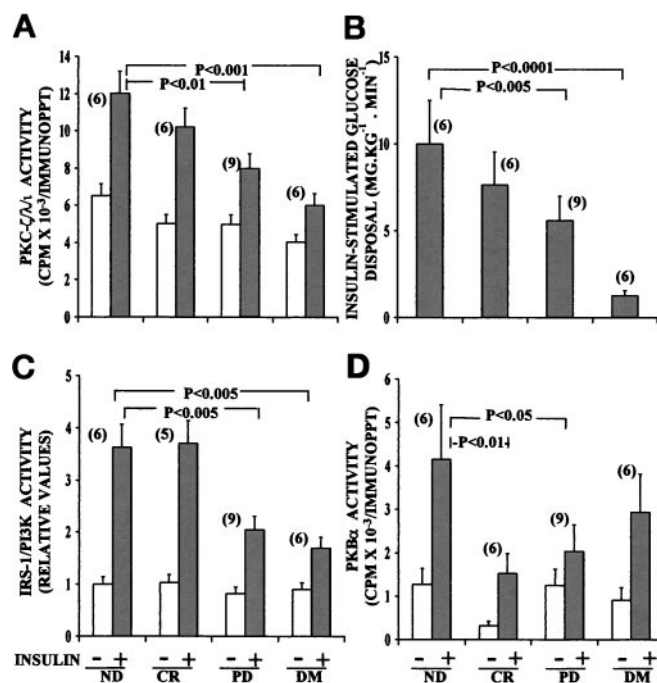 A
PKC-ζ/λ/ι ACTIVITY
(CPM X 10⁻³/IMMUNOPPT)
14
12
10
8
6
4
2
0
P<0.001
P<0.01
(6)
(6)
(9)
(6)
B
INSULIN-STIMULATED GLUCOSE
DISPOSAL (MG.KG⁻¹ . MIN⁻¹)
15
10
5
0
P<0.0001
P<0.005
(6)
(6)
(9)
(6)
C
IRS-1/PI3K ACTIVITY
(RELATIVE VALUES)
5
4
3
2
1
0
P<0.005
P<0.005
(6)
(5)
(9)
(6)
INSULIN - + - + - + - +
ND CR PD DM
D
PKBα ACTIVITY
(CPM X 10⁻³/IMMUNOPPT)
6
5
4
3
2
1
0
P<0.05
P<0.01
(6)
(6)
(9)
(6)
- + - + - + - +
ND CR PD DM